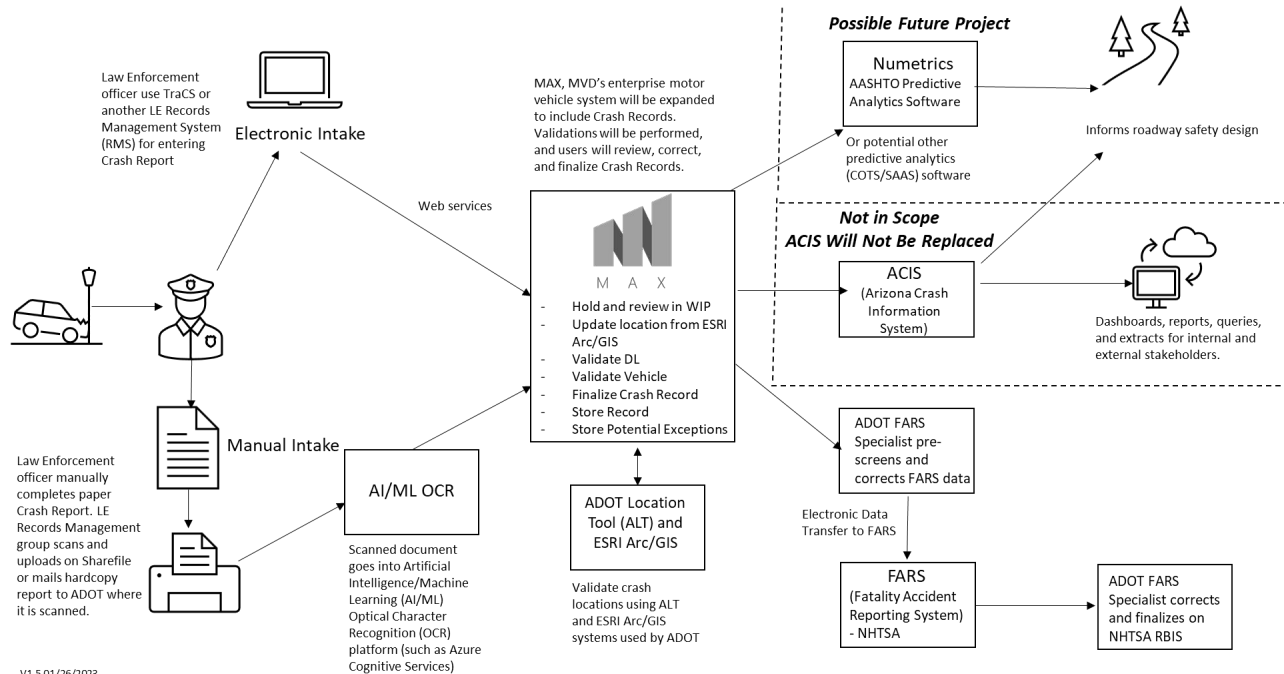 Law Enforcement
officer use TraCS or
another LE Records
Management System
(RMS) for entering
Crash Report
Electronic Intake
Web services
Manual Intake
Law Enforcement
officer manually
completes paper
Crash Report. LE
Records Management
group scans and
uploads on Sharefile
or mails hardcopy
report to ADOT where
it is scanned.
AI/ML OCR
Scanned document
goes into Artificial
Intelligence/Machine
Learning (AI/ML)
Optical Character
Recognition (OCR)
platform (such as Azure
Cognitive Services)
MAX, MVD's enterprise motor
vehicle system will be expanded
to include Crash Records.
Validations will be performed,
and users will review, correct,
and finalize Crash Records.
M A X
- Hold and review in WIP
- Update location from ESRI
Arc/GIS
- Validate DL
- Validate Vehicle
- Finalize Crash Record
- Store Record
- Store Potential Exceptions
ADOT Location
Tool (ALT) and
ESRI Arc/GIS
Validate crash
locations using ALT
and ESRI Arc/GIS
systems used by ADOT
Possible Future Project
Numetrics
AASHTO Predictive
Analytics Software
Or potential other
predictive analytics
(COTS/SAAS) software
Informs roadway safety design
Not in Scope
ACIS Will Not Be Replaced
ACIS
(Arizona Crash
Information
System)
Dashboards, reports, queries,
and extracts for internal and
external stakeholders.
ADOT FARS
Specialist pre-
screens and
corrects FARS data
Electronic Data
Transfer to FARS
FARS
(Fatality Accident
Reporting System)
- NHTSA
ADOT FARS
Specialist corrects
and finalizes on
NHTSA RBIS
V1.5 01/26/2023